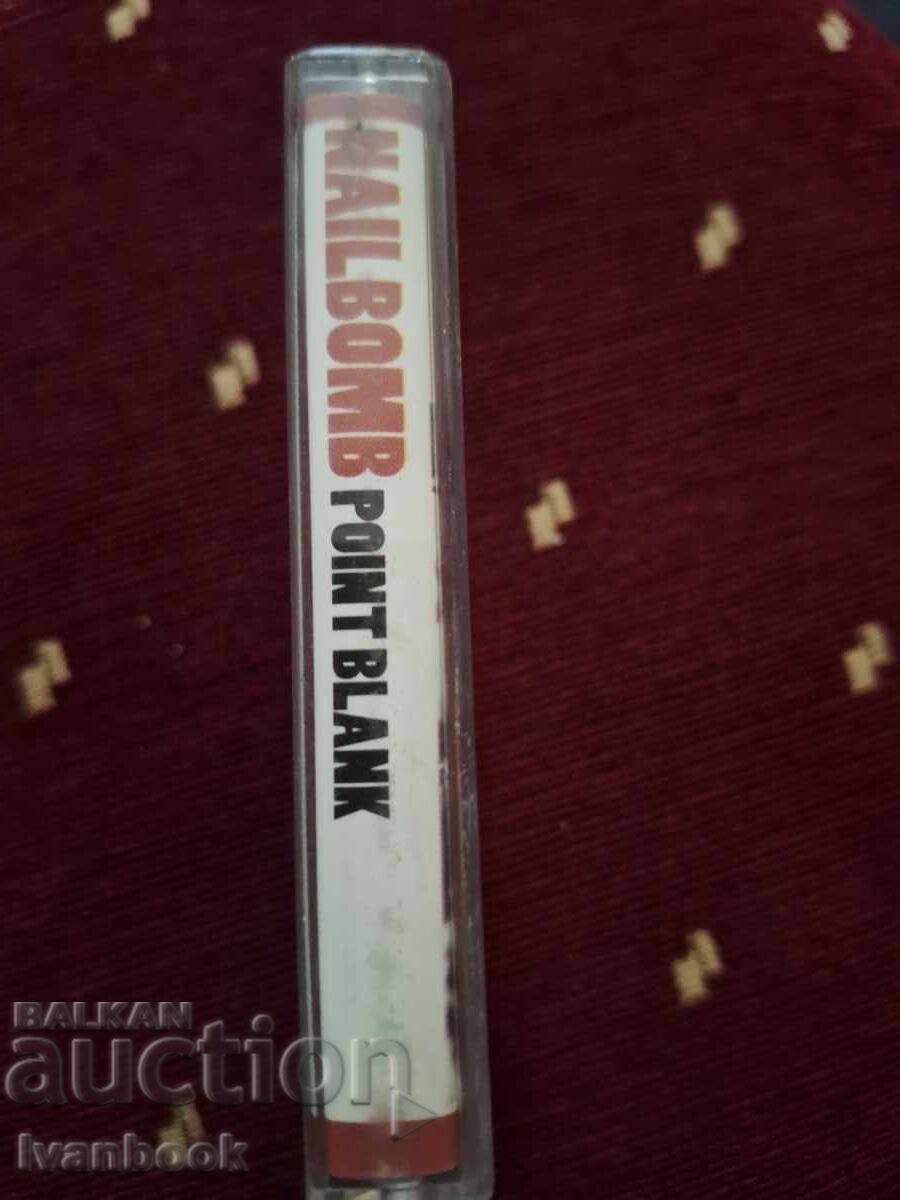 NAILBOMB POINT BLANK
BALKAN
auction
Ivanbook